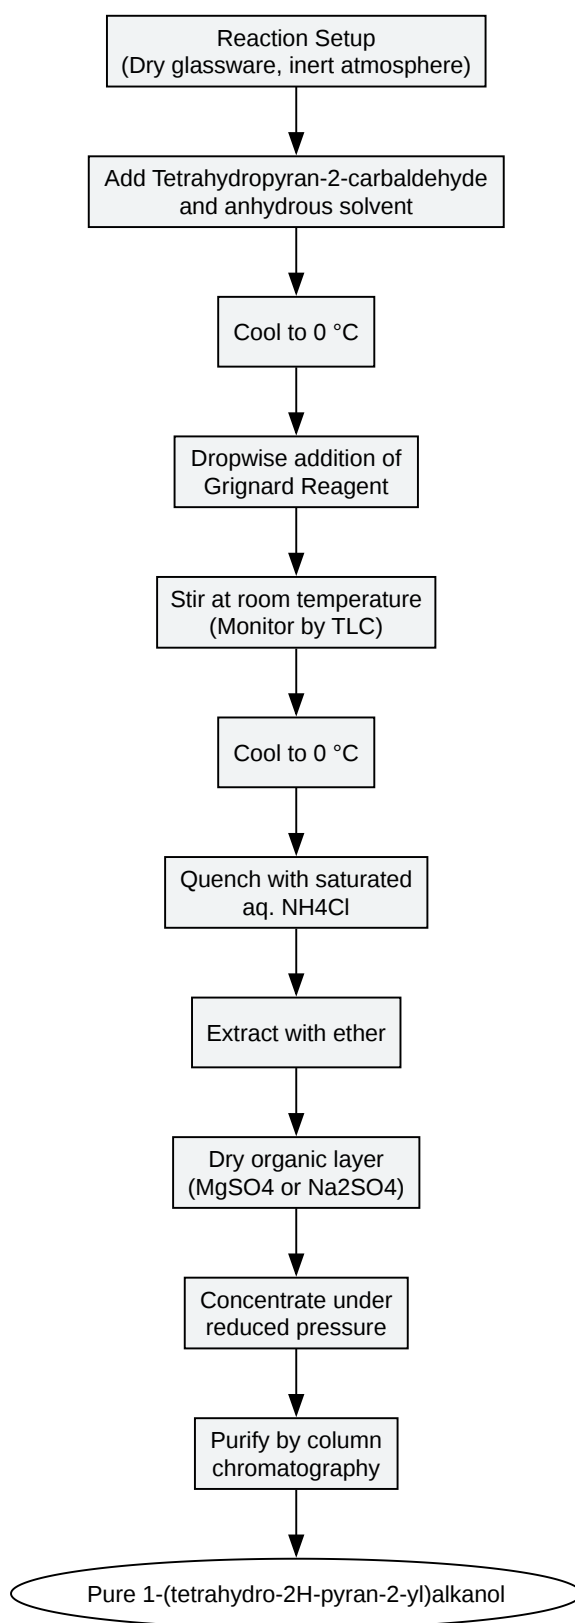 Reaction Setup
(Dry glassware, inert atmosphere)
Add Tetrahydropyran-2-carbaldehyde
and anhydrous solvent
Cool to 0 °C
Dropwise addition of
Grignard Reagent
Stir at room temperature
(Monitor by TLC)
Cool to 0 °C
Quench with saturated
aq. NH4Cl
Extract with ether
Dry organic layer
(MgSO4 or Na2SO4)
Concentrate under
reduced pressure
Purify by column
chromatography
Pure 1-(tetrahydro-2H-pyran-2-yl)alkanol